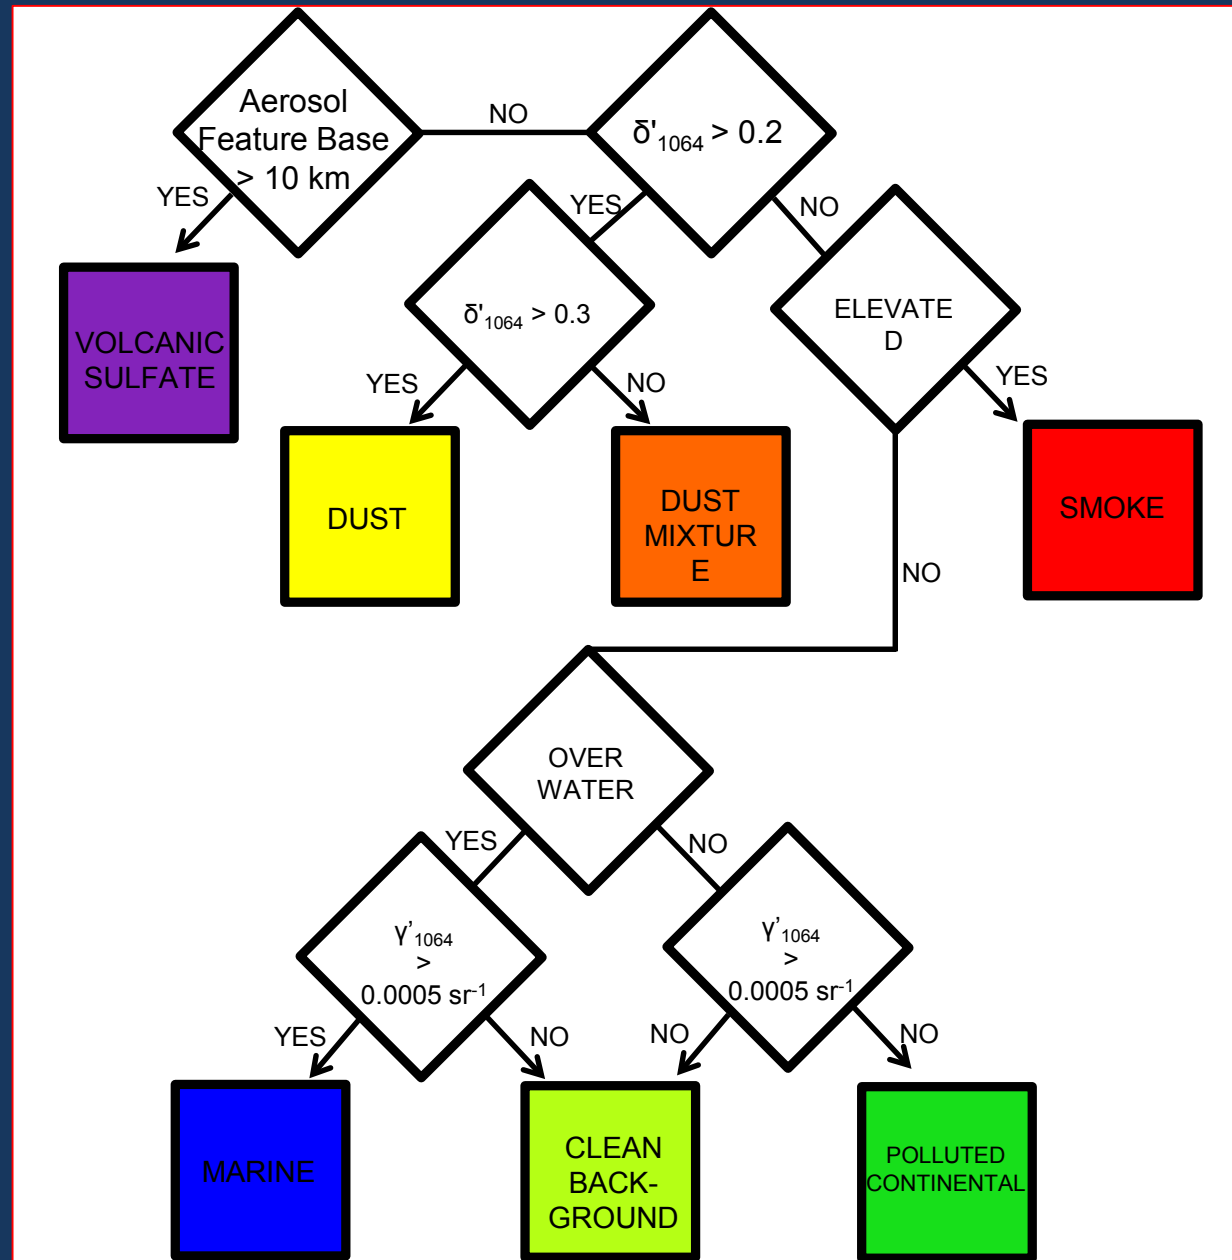 Aerosol
Feature Base
> 10 km
NO
δ'₁₀₆₄ > 0.2
YES
YES
NO
VOLCANIC
SULFATE
δ'₁₀₆₄ > 0.3
ELEVATE
D
YES
NO
YES
DUST
DUST
MIXTUR
E
SMOKE
NO
OVER
WATER
YES
NO
γ’₁₀₆₄
>
0.0005 sr⁻¹
γ’₁₀₆₄
>
0.0005 sr⁻¹
YES
NO
NO
NO
MARINE
CLEAN
BACK-
GROUND
POLLUTED
CONTINENTAL